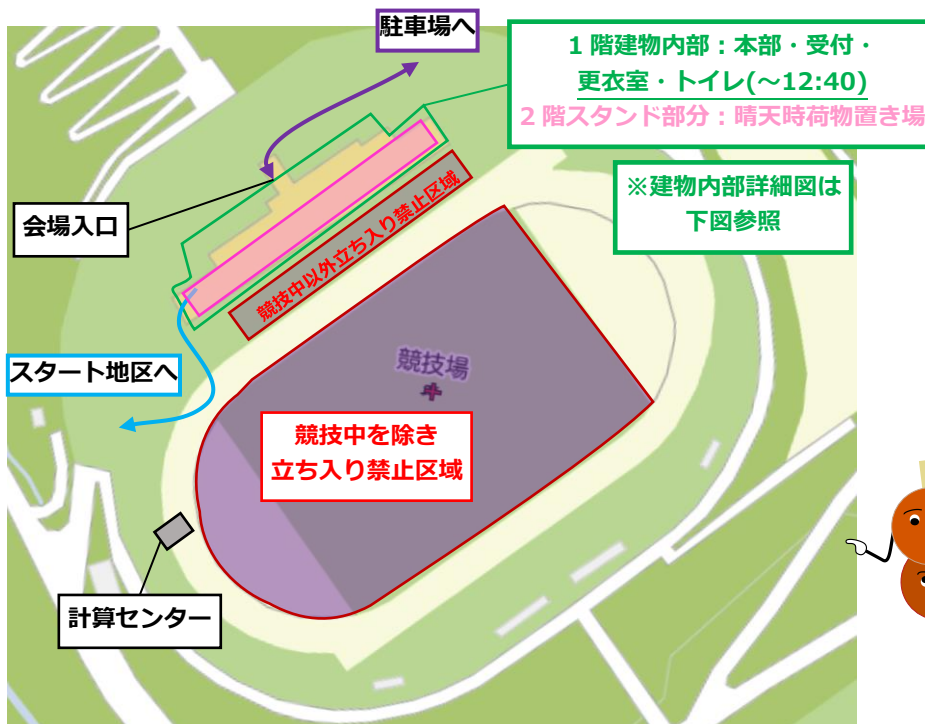 駐車場へ
1 階建物内部：本部・受付・
更衣室・トイレ(～12:40)
2 階スタンド部分：晴天時荷物置き場
※建物内部詳細図は
下図参照
会場入口
競技中以外立ち入り禁止区域
スタート地区へ
競技場
競技中を除き
立ち入り禁止区域
計算センター